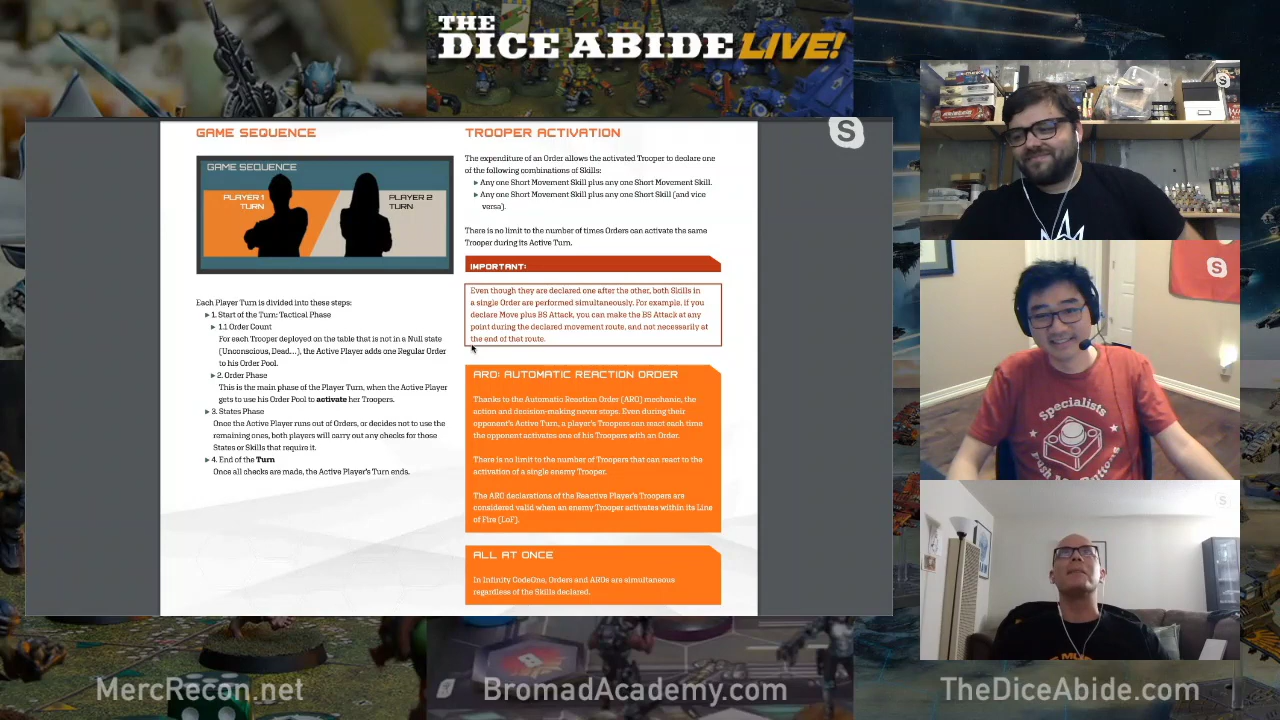 THE
DICE ABIDE LIVE!
GAME SEQUENCE
GAME SEQUENCE
PLAYER 1
TURN
PLAYER 2
TURN
Each Player Turn is divided into these steps:
1. Start of the Turn: Tactical Phase
1.1 Order Count
For each Trooper deployed on the table that is not in a Null state
(Unconscious, Dead...), the Active Player adds one Regular Order
to his Order Pool.
2. Order Phase
This is the main phase of the Player Turn, when the Active Player
gets to use his Order Pool to activate her Troopers.
3. States Phase
Once the Active Player runs out of Orders, or decides not to use the
remaining ones, both players will carry out any checks for those
States or Skills that require it.
4. End of the Turn
Once all checks are made, the Active Player's Turn ends.
TROOPER ACTIVATION
The expenditure of an Order allows the activated Trooper to declare one
of the following combinations of Skills:
Any one Short Movement Skill plus any one Short Movement Skill.
Any one Short Movement Skill plus any one Short Skill (and vice
versa).
There is no limit to the number of times Orders can activate the same
Trooper during its Active Turn.
IMPORTANT:
Even though they are declared one after the other, both Skills in
a single Order are performed simultaneously. For example, if you
declare Move plus BS Attack, you can make the BS Attack at any
point during the declared movement route, and not necessarily at
the end of that route.
ARO: AUTOMATIC REACTION ORDER
Thanks to the Automatic Reaction Order (ARO) mechanic, the
action and decision-making never stops. Even during their
opponent's Active Turn, a player's Troopers can react each time
the opponent activates one of his Troopers with an Order.
There is no limit to the number of Troopers that can react to the
activation of a single enemy Trooper.
The ARO declarations of the Reactive Player's Troopers are
considered valid when an enemy Trooper activates within its Line
of Fire (LoF).
ALL AT ONCE
In Infinity CodeOne, Orders and AROs are simultaneous
regardless of the Skills declared.
S
S
S
S
Specialists
MercRecon.net
BromadAcademy.com
TheDiceAbide.com